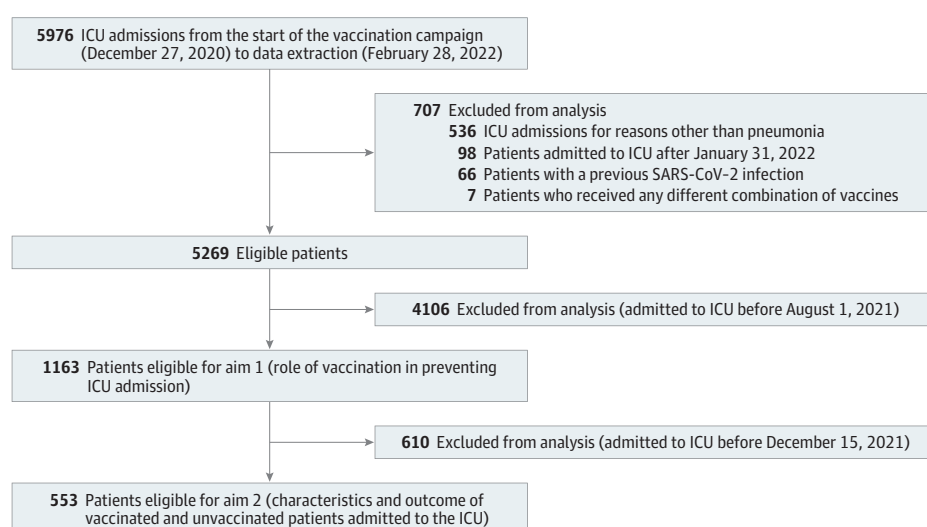 5976 ICU admissions from the start of the vaccination campaign
(December 27, 2020) to data extraction (February 28, 2022)
707 Excluded from analysis
536 ICU admissions for reasons other than pneumonia
98 Patients admitted to ICU after January 31, 2022
66 Patients with a previous SARS-CoV-2 infection
7 Patients who received any different combination of vaccines
5269 Eligible patients
4106 Excluded from analysis (admitted to ICU before August 1, 2021)
1163 Patients eligible for aim 1 (role of vaccination in preventing
ICU admission)
610 Excluded from analysis (admitted to ICU before December 15, 2021)
553 Patients eligible for aim 2 (characteristics and outcome of
vaccinated and unvaccinated patients admitted to the ICU)